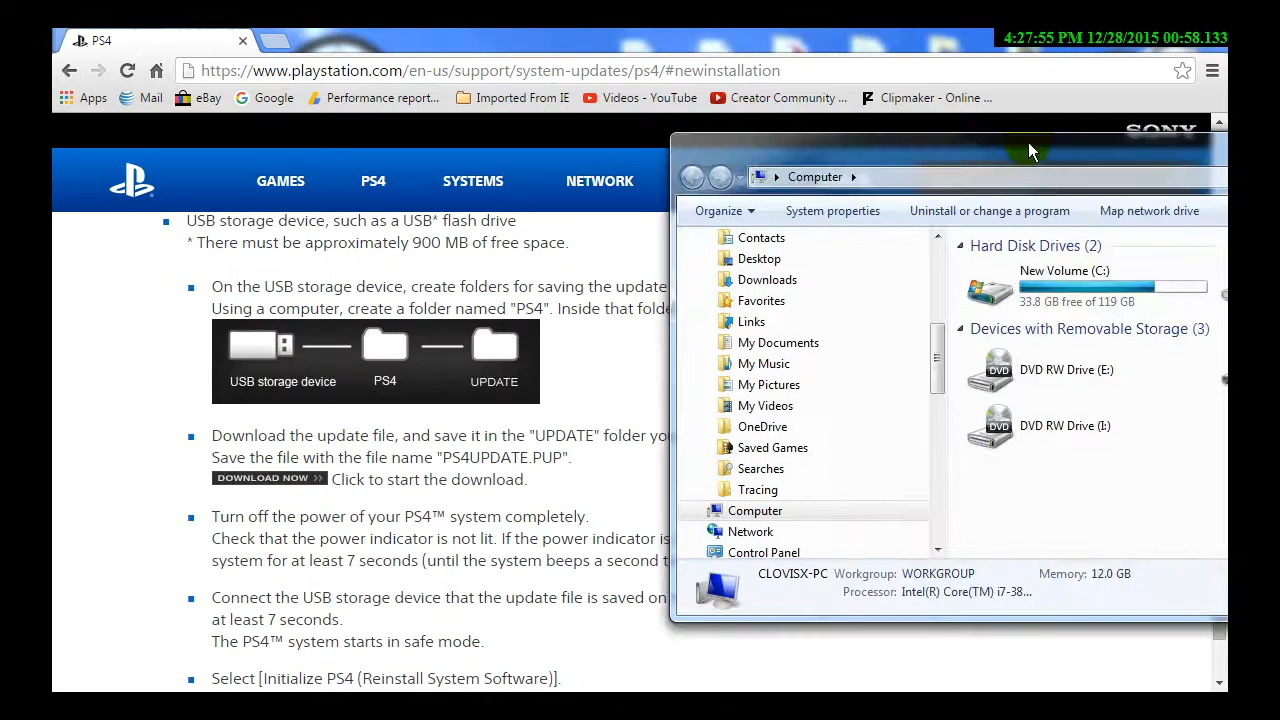 4:27:55 PM 12/28/2015 00:58.133
PS4
https://www.playstation.com/en-us/support/system-updates/ps4/#newinstallation
Apps Mail eBay Google Performance report... Imported From IE Videos - YouTube Creator Community ... Clipmaker - Online ...
SONY
GAMES PS4 SYSTEMS NETWORK
USB storage device, such as a USB* flash drive
* There must be approximately 900 MB of free space.
On the USB storage device, create folders for saving the update
Using a computer, create a folder named "PS4". Inside that folde
USB storage device PS4 UPDATE
Download the update file, and save it in the "UPDATE" folder yo
Save the file with the file name "PS4UPDATE.PUP".
DOWNLOAD NOW >> Click to start the download.
Turn off the power of your PS4™ system completely.
Check that the power indicator is not lit. If the power indicator is
system for at least 7 seconds (until the system beeps a second t
Connect the USB storage device that the update file is saved on
at least 7 seconds.
The PS4™ system starts in safe mode.
Select [Initialize PS4 (Reinstall System Software)].
Computer
Organize System properties Uninstall or change a program Map network drive
Contacts
Desktop
Downloads
Favorites
Links
My Documents
My Music
My Pictures
My Videos
OneDrive
Saved Games
Searches
Tracing
Computer
Network
Control Panel
Hard Disk Drives (2)
New Volume (C:)
33.8 GB free of 119 GB
Devices with Removable Storage (3)
DVD DVD RW Drive (E:)
DVD DVD RW Drive (I:)
CLOVISX-PC Workgroup: WORKGROUP Memory: 12.0 GB
Processor: Intel(R) Core(TM) i7-38...